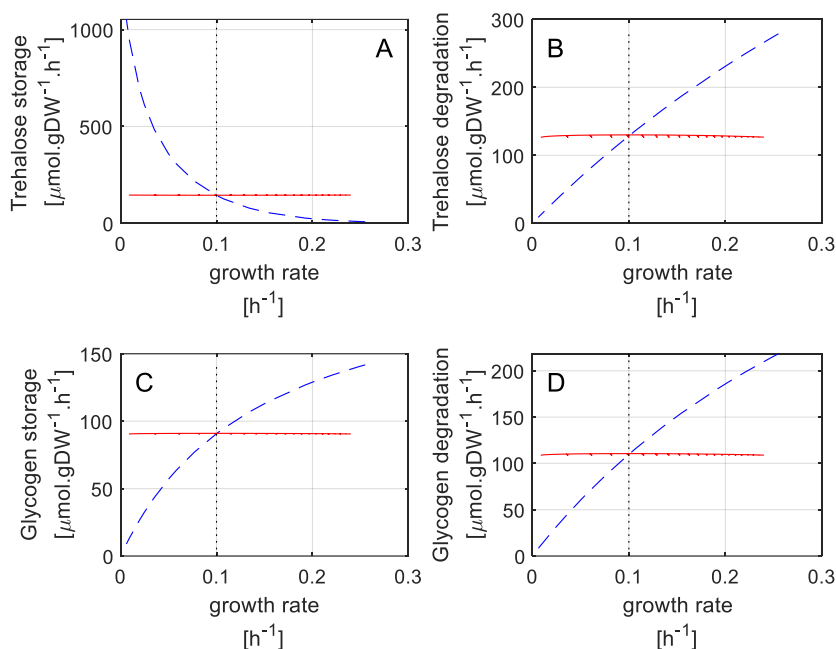 Trehalose storage
[μmol.gDW⁻¹.h⁻¹]
1000
500
0
A
0 0.1 0.2 0.3
growth rate
[h⁻¹]
Trehalose degradation
[μmol.gDW⁻¹.h⁻¹]
300
200
100
0
B
0 0.1 0.2 0.3
growth rate
[h⁻¹]
Glycogen storage
[μmol.gDW⁻¹.h⁻¹]
150
100
50
0
C
0 0.1 0.2 0.3
growth rate
[h⁻¹]
Glycogen degradation
[μmol.gDW⁻¹.h⁻¹]
200
150
100
50
0
D
0 0.1 0.2 0.3
growth rate
[h⁻¹]